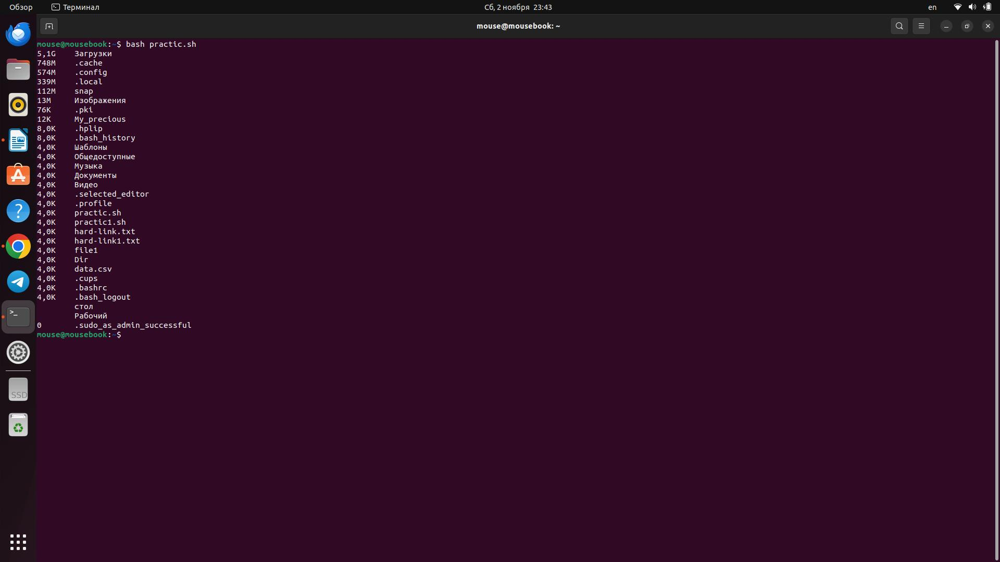 Обзор Терминал Сб, 2 ноября 23:43 en
mouse@mousebook: ~
mouse@mousebook:~$ bash practic.sh
5,1G Загрузки
748M .cache
574M .config
339M .local
112M snap
13M Изображения
76K .pki
12K My_precious
8,0K .hplip
8,0K .bash_history
4,0K Шаблоны
4,0K Общедоступные
4,0K Музыка
4,0K Документы
4,0K Видео
4,0K .selected_editor
4,0K .profile
4,0K practic.sh
4,0K practic1.sh
4,0K hard-link.txt
4,0K hard-link1.txt
4,0K file1
4,0K Dir
4,0K data.csv
4,0K .cups
4,0K .bashrc
4,0K .bash_logout
стол
Рабочий
0 .sudo_as_admin_successful
mouse@mousebook:~$
SSD